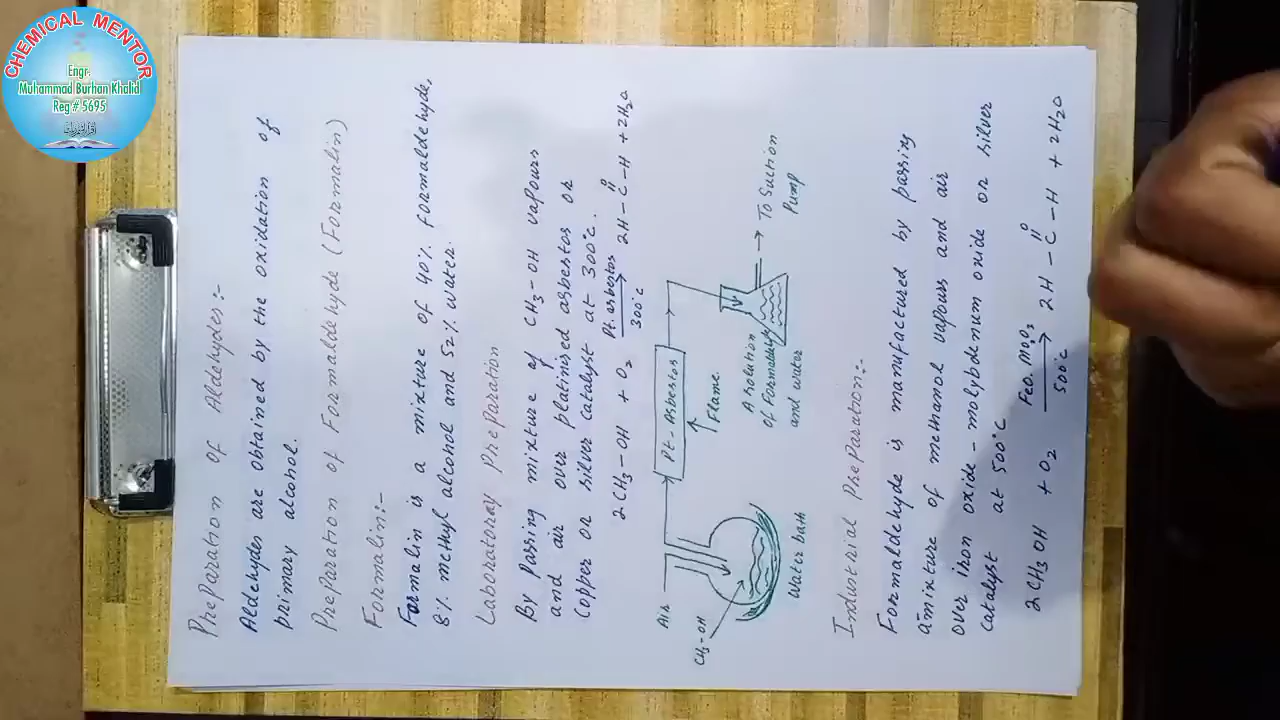 CHEMICAL MENTOR
Engr.
Muhammad Burhan Khalid
Reg # 5695
Preparation of Aldehydes:-
Aldehydes are obtained by the oxidation of
primary alcohol.
Preparation of Formaldehyde (Formalin)
Formalin:-
Formalin is a mixture of 40% formaldehyde,
8% methyl alcohol and 52% water.
Laboratoray Preparation
By passing mixture of CH₃-OH vapours
and air over platinised asbestos or
copper or silver catalyst at 300°C.
2CH₃-OH + O₂ Pt. asbestos 300°C → 2H-C-H + 2H₂O
O
Air
CH₃-OH
Water bath
Pt-Asbestos
Flame.
A solution
of Formaldehyde
and water
→ To Suction
Pump
Industrial Preparation:-
Formaldehyde is manufactured by passing
a mixture of methanol vapours and air
over iron oxide - molybdenum oxide or silver
catalyst at 500°C
2CH₃OH + O₂ FeO. MoO₃ 500°C → 2H-C-H + 2H₂O
O